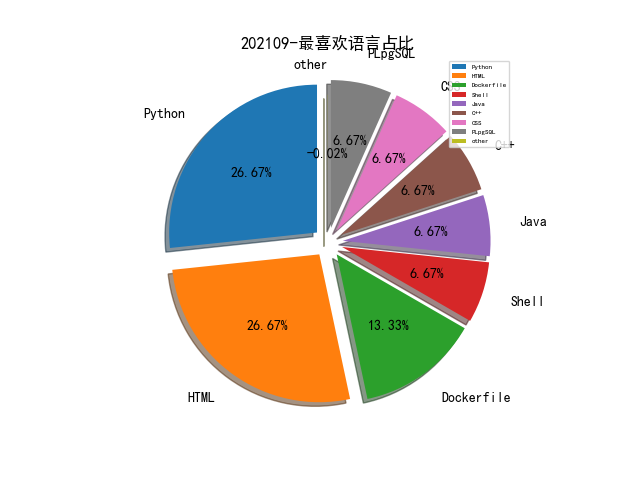 202109-最喜欢语言占比
other
PLpgSQL
CSS
C++
Python
Java
Shell
HTML
Dockerfile
26.67%
26.67%
13.33%
6.67%
6.67%
6.67%
6.67%
6.67%
-0.02%
Python
HTML
Dockerfile
Shell
Java
C++
CSS
PLpgSQL
other